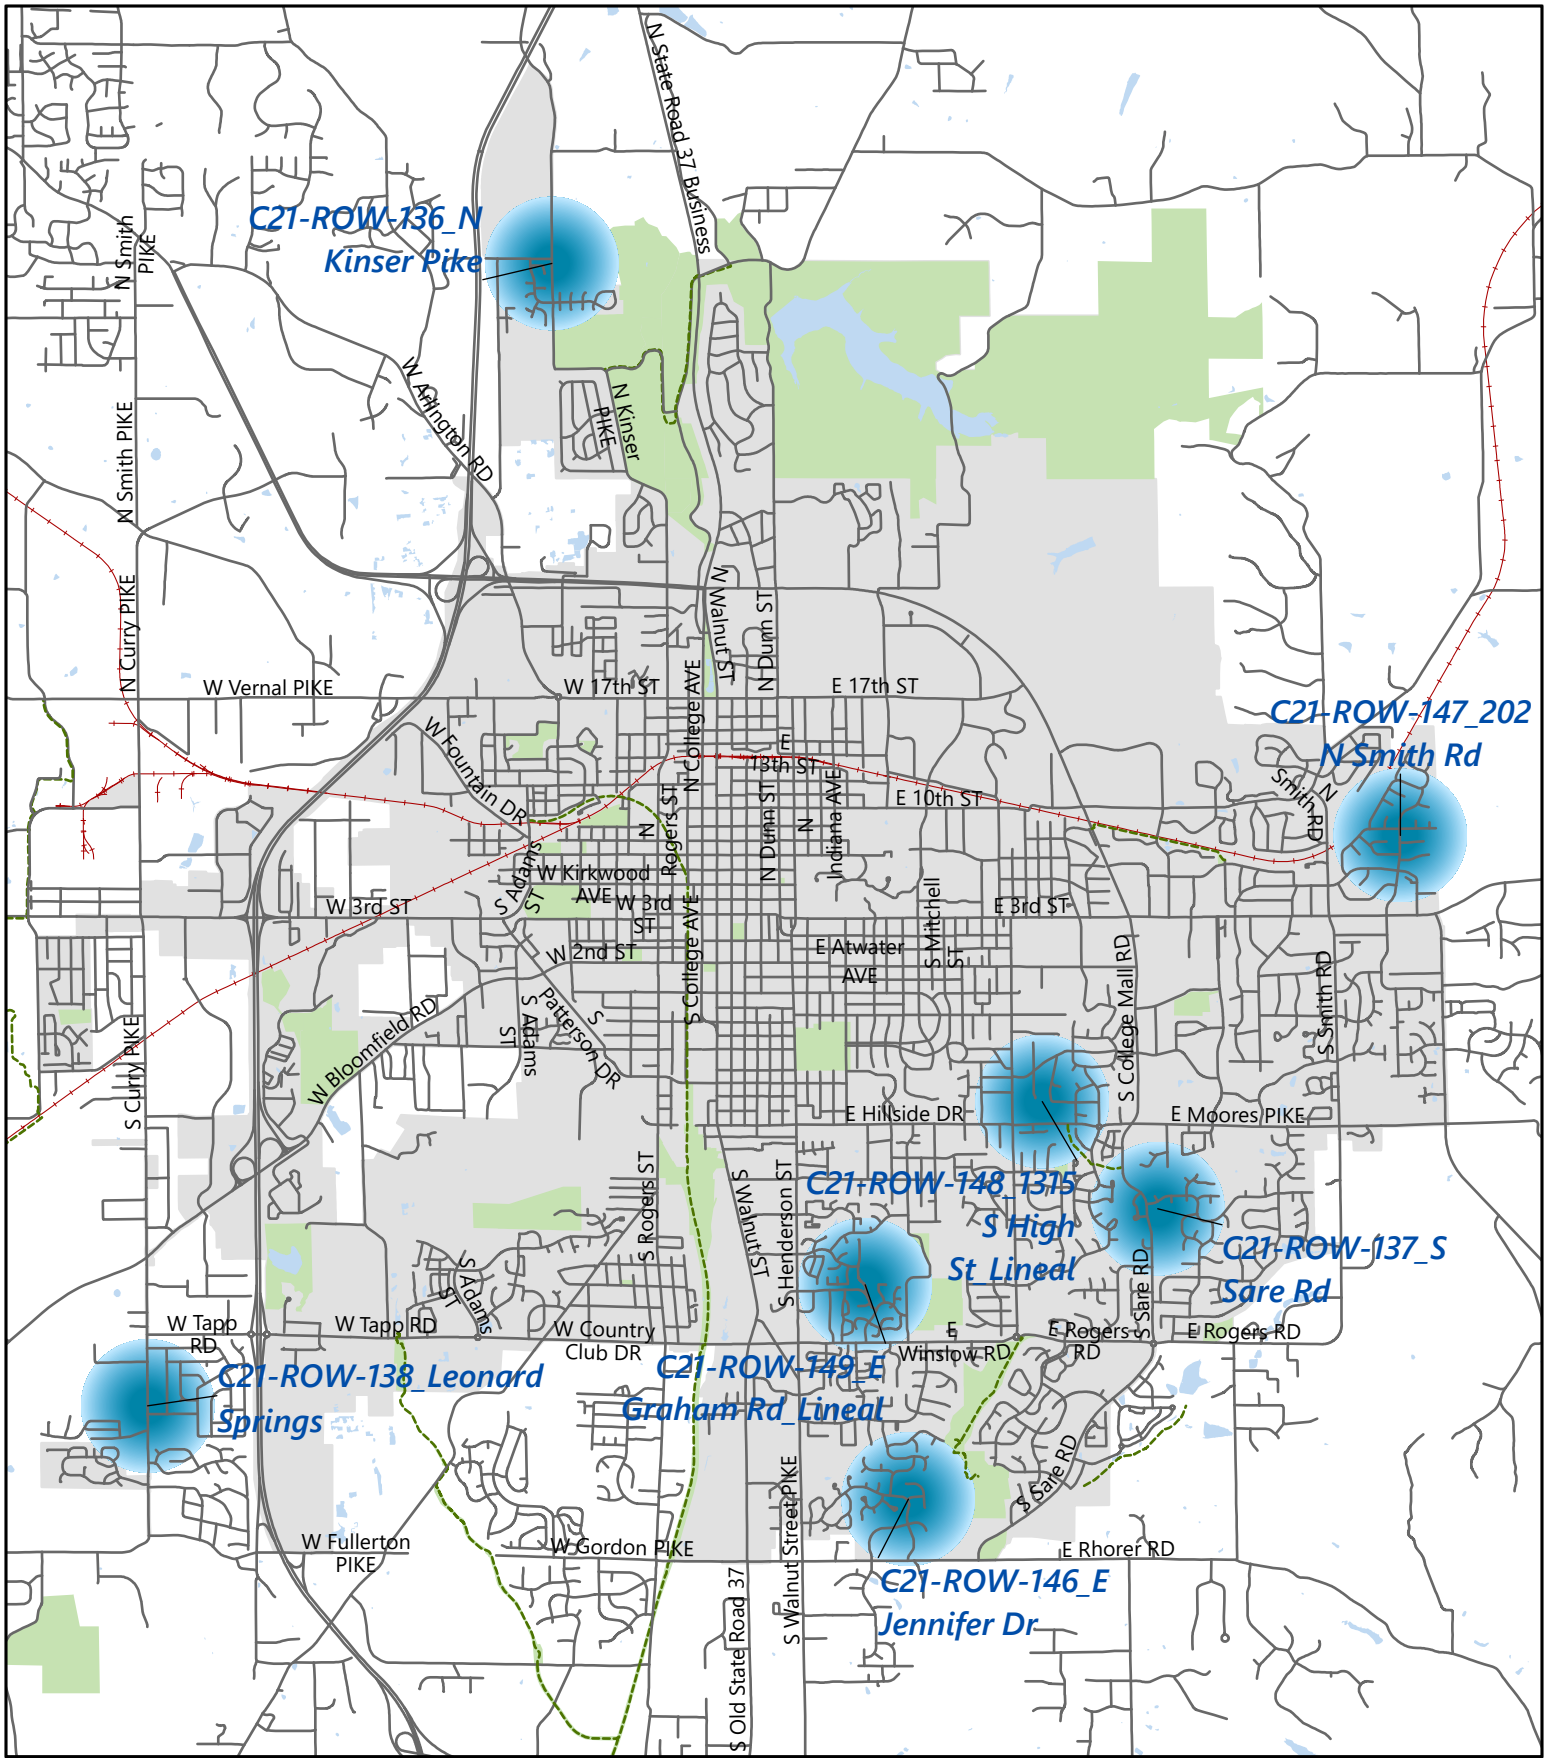 N State Road 37 Business
C21-ROW-136_N
Kinser Pike
N Smith
PIKE
W Arlington RD
N Kinser
PIKE
N Smith PIKE
N Curry PIKE
N Walnut ST
N Dunn ST
W Vernal PIKE
W 17th ST
E 17th ST
N College AVE
C21-ROW-147_202
N Smith Rd
W Fountain DR
E
13th ST
E 10th ST
N
Smith RD
N
Rogers ST
N Dunn ST
N
Indiana AVE
S Adams
ST
W Kirkwood
AVE
W 3rd ST
W 3rd
ST
E 3rd ST
S Mitchell
ST
W 2nd ST
E Atwater
AVE
S College AVE
S College Mall RD
S Smith RD
W Bloomfield RD
S Adams
ST
S
Patterson DR
S Curry PIKE
E Hillside DR
E Moores PIKE
S Rogers ST
S Walnut ST
S Henderson ST
C21-ROW-148_1315
S High
St_Lineal
C21-ROW-137_S
Sare Rd
S Sare RD
S Adams
ST
W Tapp
RD
W Tapp RD
W Country
Club DR
E
Winslow RD
E Rogers
RD
E Rogers RD
C21-ROW-138_Leonard
Springs
C21-ROW-149_E
Graham Rd_Lineal
S Sare RD
S Walnut Street PIKE
W Fullerton
PIKE
W Gordon PIKE
E Rhorer RD
C21-ROW-146_E
Jennifer Dr
S Old State Road 37